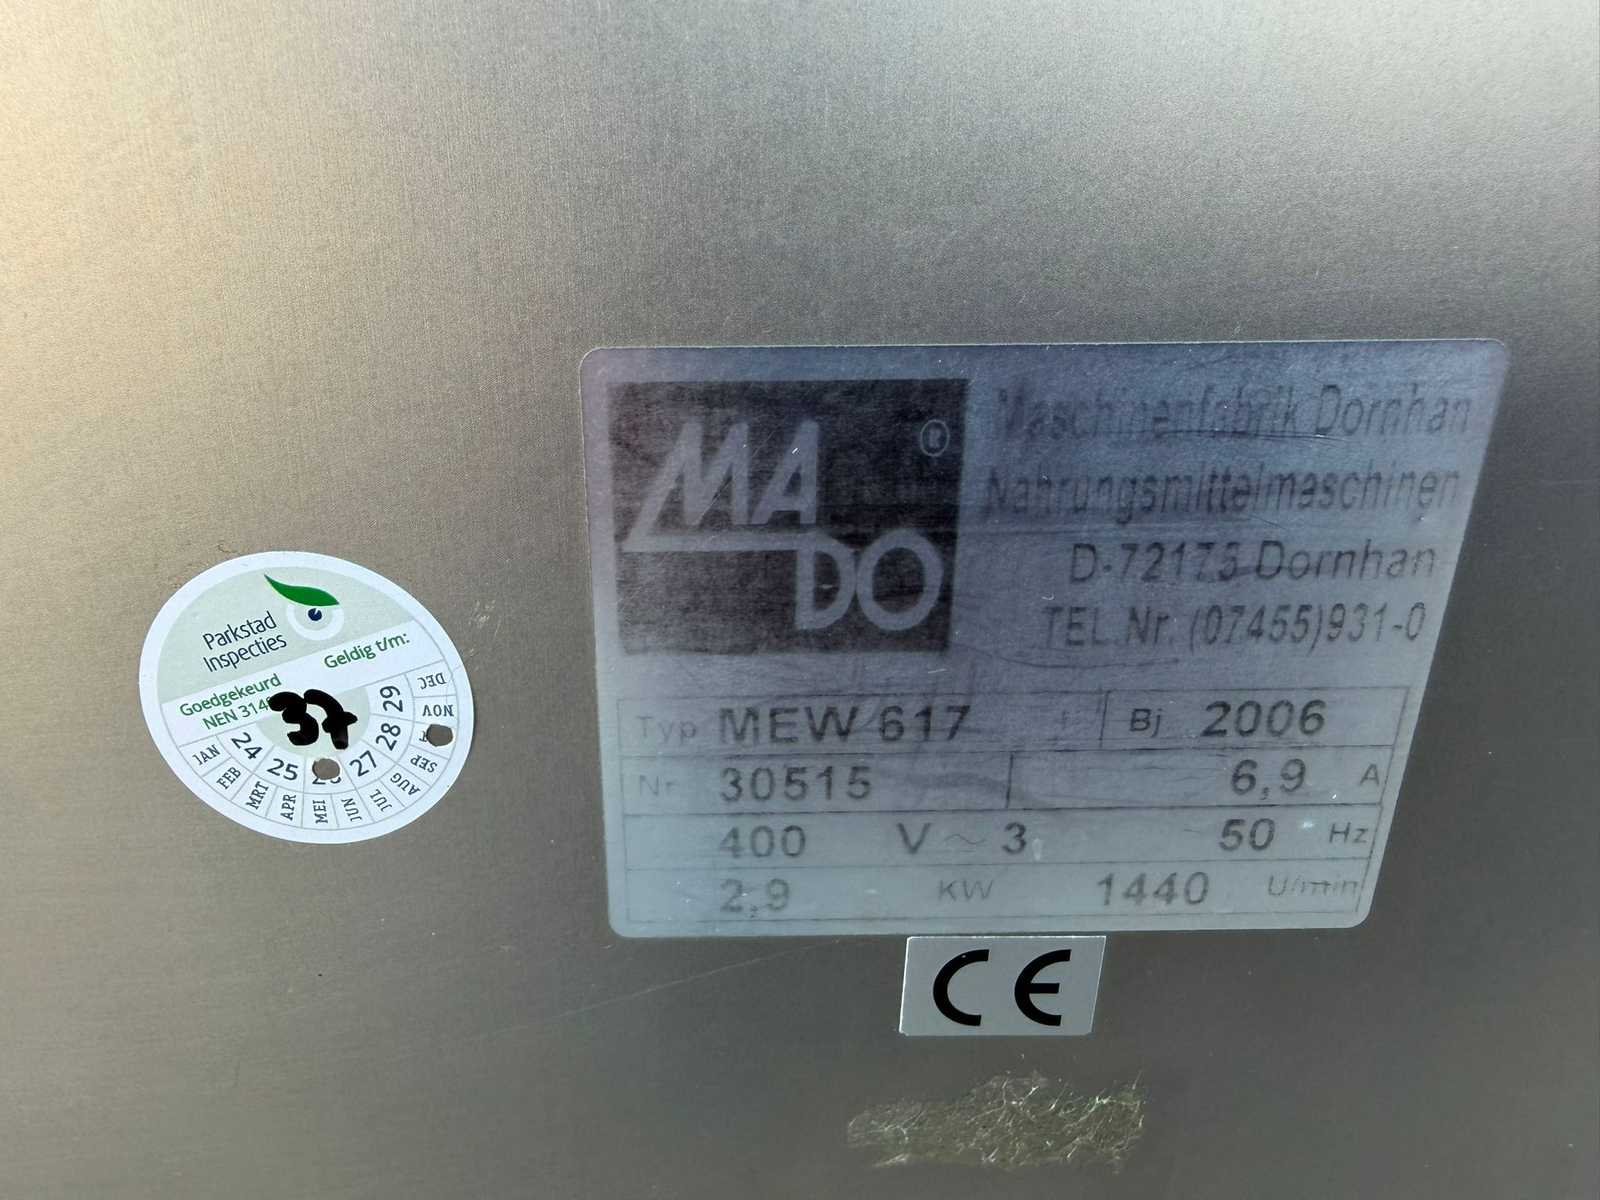 Parkstad
Inspecties
Geldig t/m:
Goedgekeurd
NEN
37
24 25 27 28 29
JAN FEB MRT APR MEI JUN JUL AUG SEP NOV DEC
MA
DO
®
Maschinenfabrik Dornhan
Nahrungsmittelmaschinen
D-72175 Dornhan
TEL.Nr. (07455)931-0
Typ MEW 617 Bj 2006
Nr 30515 6,9 A
400 V ~ 3 50 Hz
2,9 KW 1440 U/min
CE